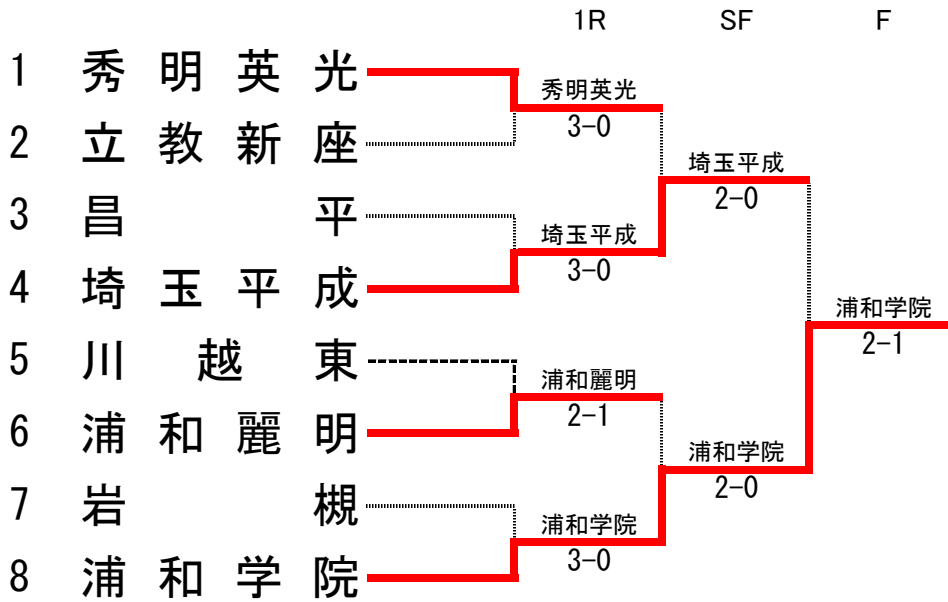 1R SF F
1 秀明英光
秀明英光
3-0
2 立教新座
埼玉平成
2-0
3 昌平
埼玉平成
3-0
4 埼玉平成
浦和学院
2-1
5 川越東
浦和麗明
2-1
6 浦和麗明
浦和学院
2-0
7 岩槻
浦和学院
3-0
8 浦和学院